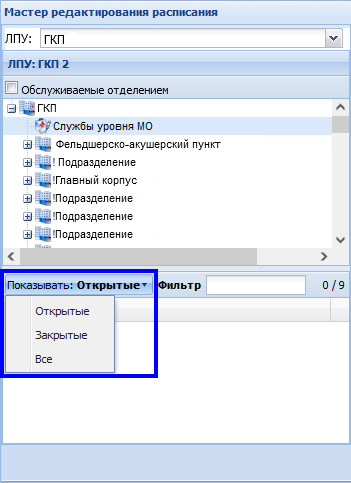 Мастер редактирования расписания
ЛПУ: ГКП
ЛПУ: ГКП 2
Обслуживаемые отделением
ГКП
Службы уровня МО
Фельдшерско-акушерский пункт
! Подразделение
!Главный корпус
!Подразделение
!Подразделение
!Подразделение
Показывать: Открытые Фильтр 0 / 9
Открытые
Закрытые
Все